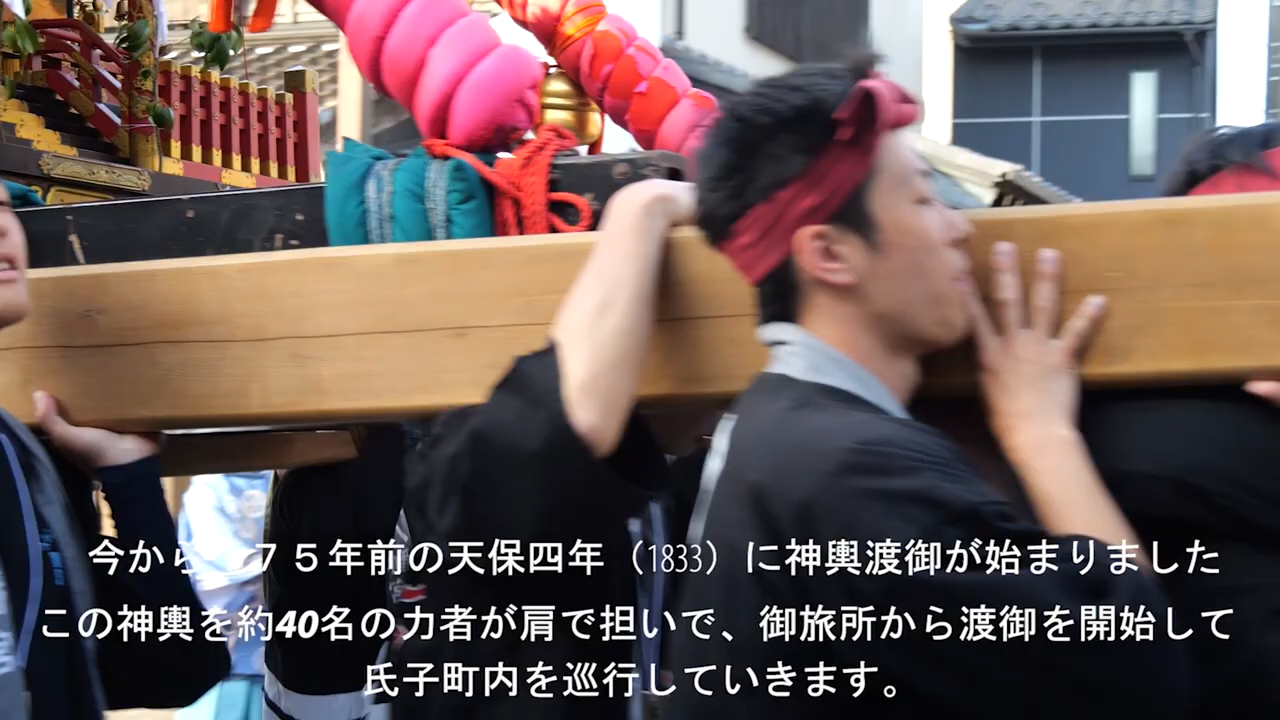 今から１７５年前の天保四年（1833）に神輿渡御が始まりました
この神輿を約40名の力者が肩で担いで、御旅所から渡御を開始して
氏子町内を巡行していきます。